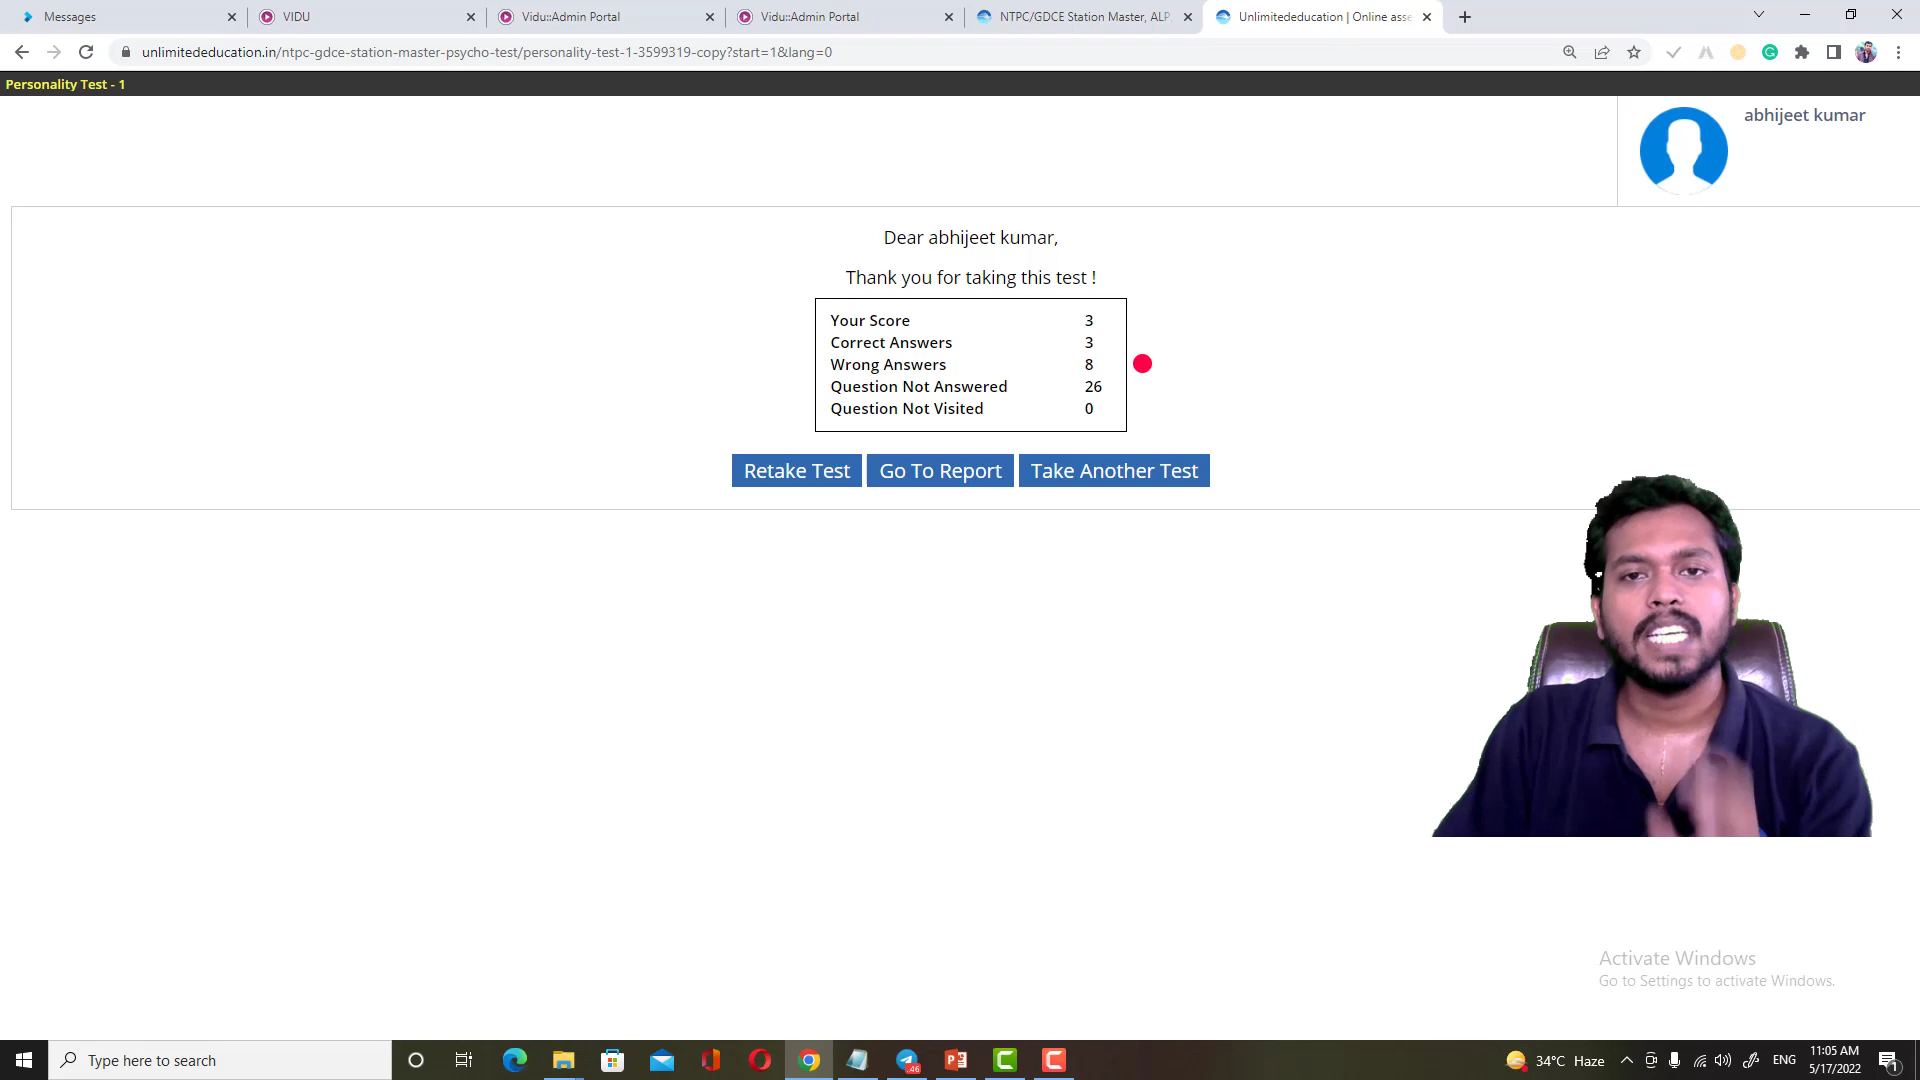 Messages
VIDU
Vidu::Admin Portal
Vidu::Admin Portal
NTPC/GDCE Station Master, ALP
Unlimitededucation | Online asse
unlimitededucation.in/ntpc-gdce-station-master-psycho-test/personality-test-1-3599319-copy?start=1&lang=0
Personality Test - 1
abhijeet kumar
Dear abhijeet kumar,
Thank you for taking this test !
Your Score 3
Correct Answers 3
Wrong Answers 8
Question Not Answered 26
Question Not Visited 0
Retake Test Go To Report Take Another Test
Activate Windows
Go to Settings to activate Windows.
Type here to search
46
34°C Haze
ENG
11:05 AM
5/17/2022
1